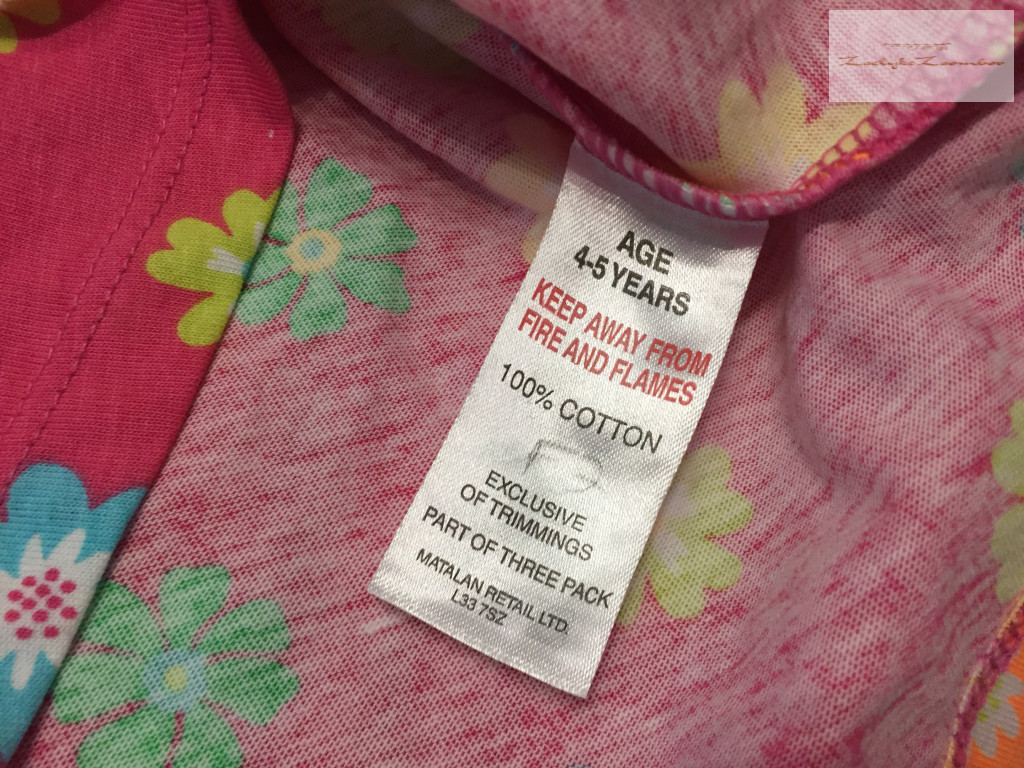 AGE
4-5 YEARS
KEEP AWAY FROM
FIRE AND FLAMES
100% COTTON
EXCLUSIVE
OF TRIMMINGS
PART OF THREE PACK
MATALAN RETAIL LTD.
L33 7SZ